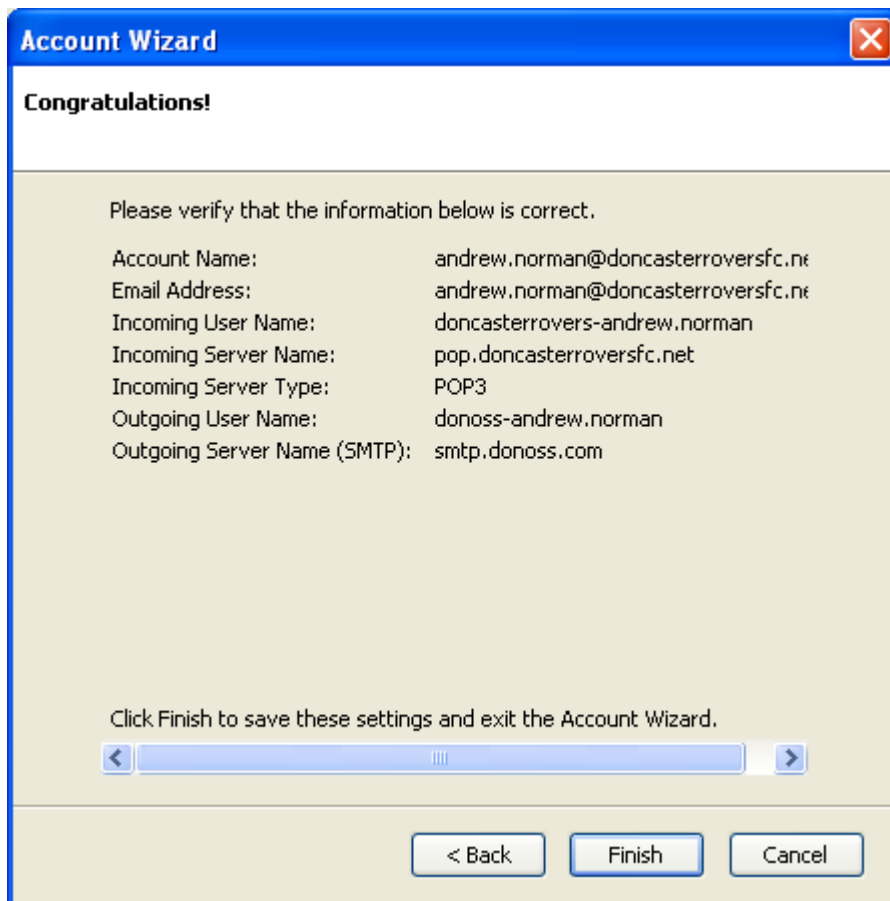 Account Wizard
Congratulations!
Please verify that the information below is correct.
Account Name: andrew.norman@doncasterroversfc.ne
Email Address: andrew.norman@doncasterroversfc.ne
Incoming User Name: doncasterrovers-andrew.norman
Incoming Server Name: pop.doncasterroversfc.net
Incoming Server Type: POP3
Outgoing User Name: donoss-andrew.norman
Outgoing Server Name (SMTP): smtp.donoss.com
Click Finish to save these settings and exit the Account Wizard.
< Back Finish Cancel